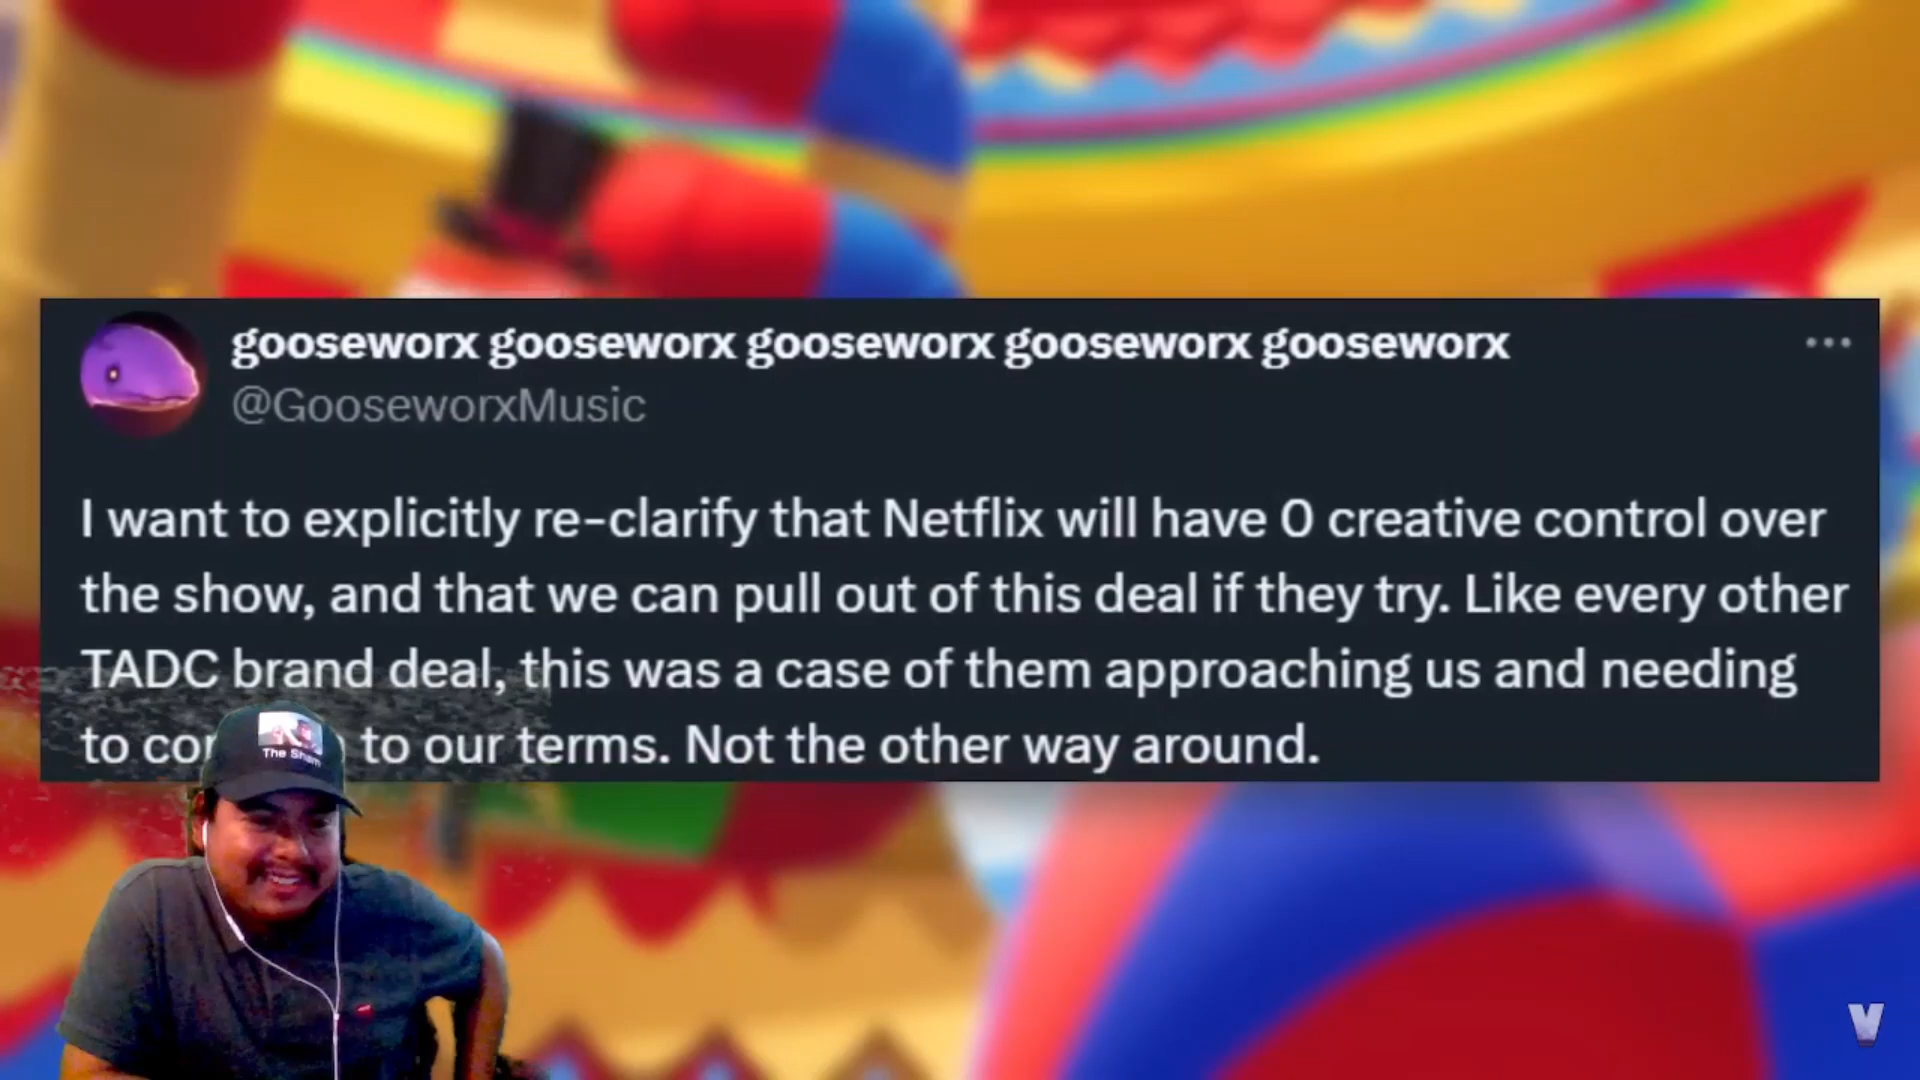 gooseworx gooseworx gooseworx gooseworx gooseworx
@GooseworxMusic
I want to explicitly re-clarify that Netflix will have 0 creative control over
the show, and that we can pull out of this deal if they try. Like every other
TADC brand deal, this was a case of them approaching us and needing
to to our terms. Not the other way around.
The Sham
V